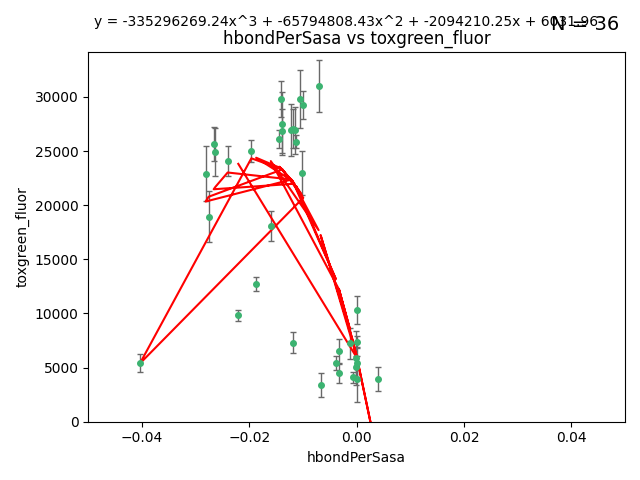 y = -335296269.24x^3 + -65794808.43x^2 + -2094210.25x + 6031.96
N = 36
hbondPerSasa vs toxgreen_fluor
toxgreen_fluor
30000
25000
20000
15000
10000
5000
0
−0.04
−0.02
0.00
0.02
0.04
hbondPerSasa